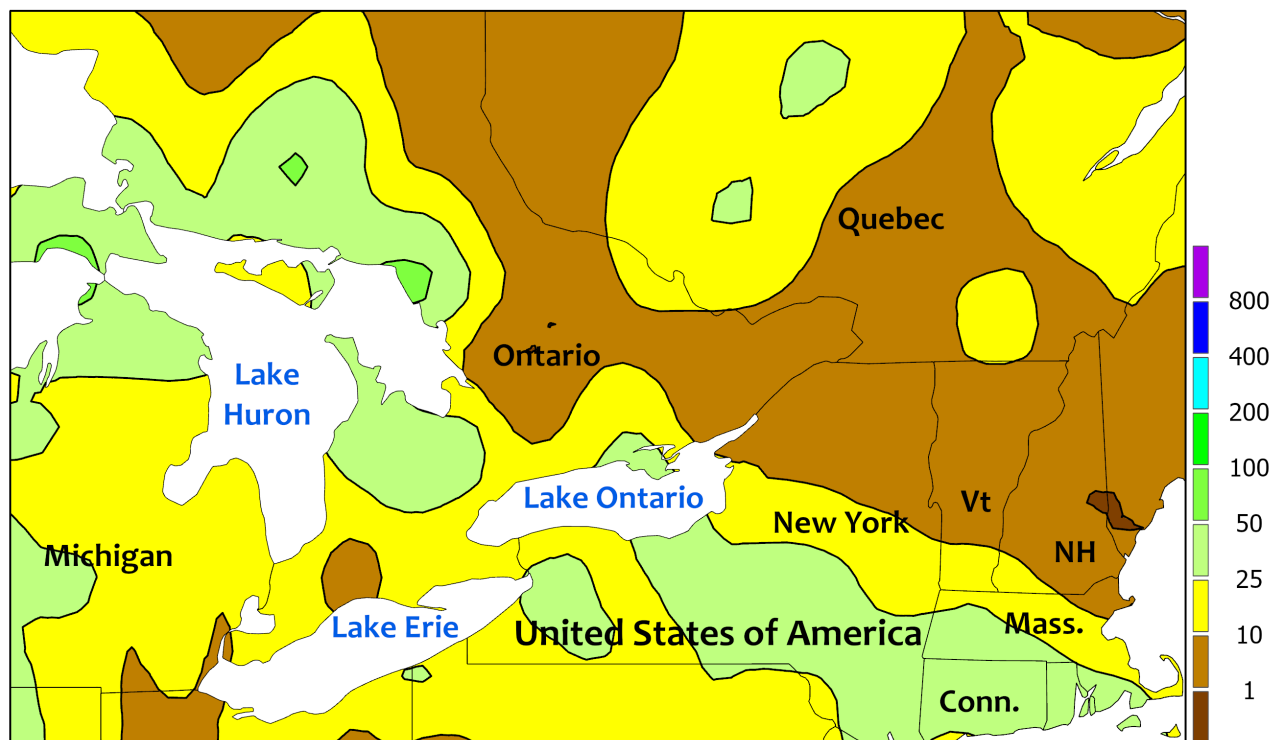 Quebec
Ontario
Lake
Huron
Lake Ontario
Vt
New York
NH
Michigan
Lake Erie
United States of America
Mass.
Conn.
800
400
200
100
50
25
10
1